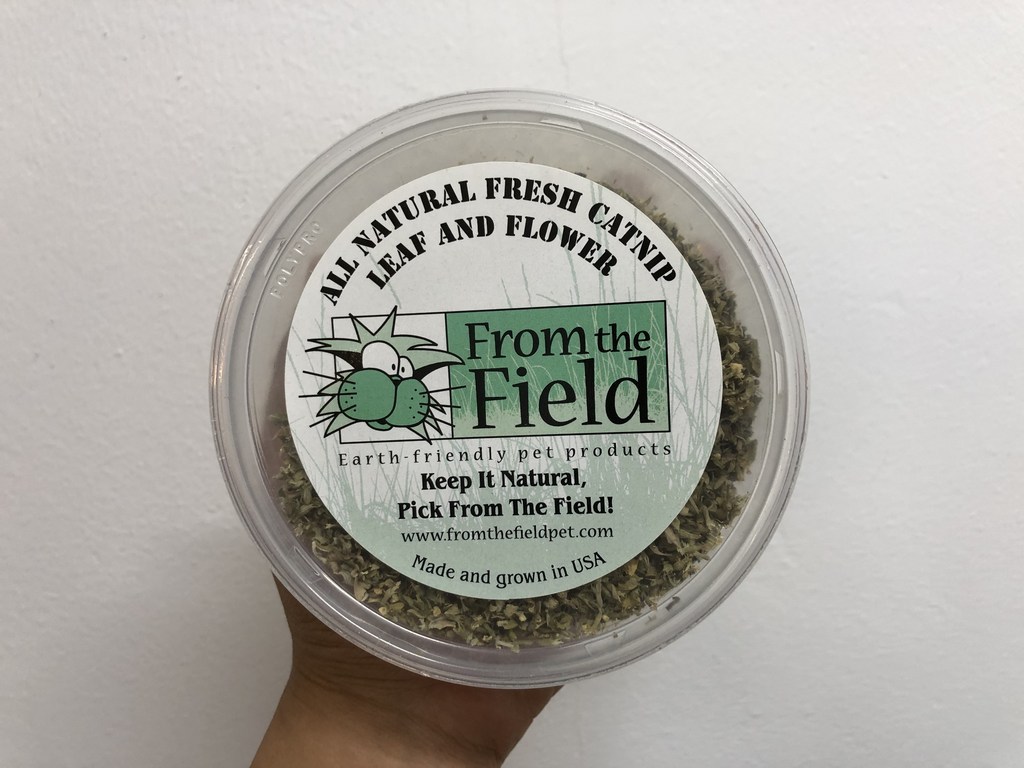 POLYPRO
ALL NATURAL FRESH CATNIP
LEAF AND FLOWER
From the
Field
Earth-friendly pet products
Keep It Natural,
Pick From The Field!
www.fromthefieldpet.com
Made and grown in USA